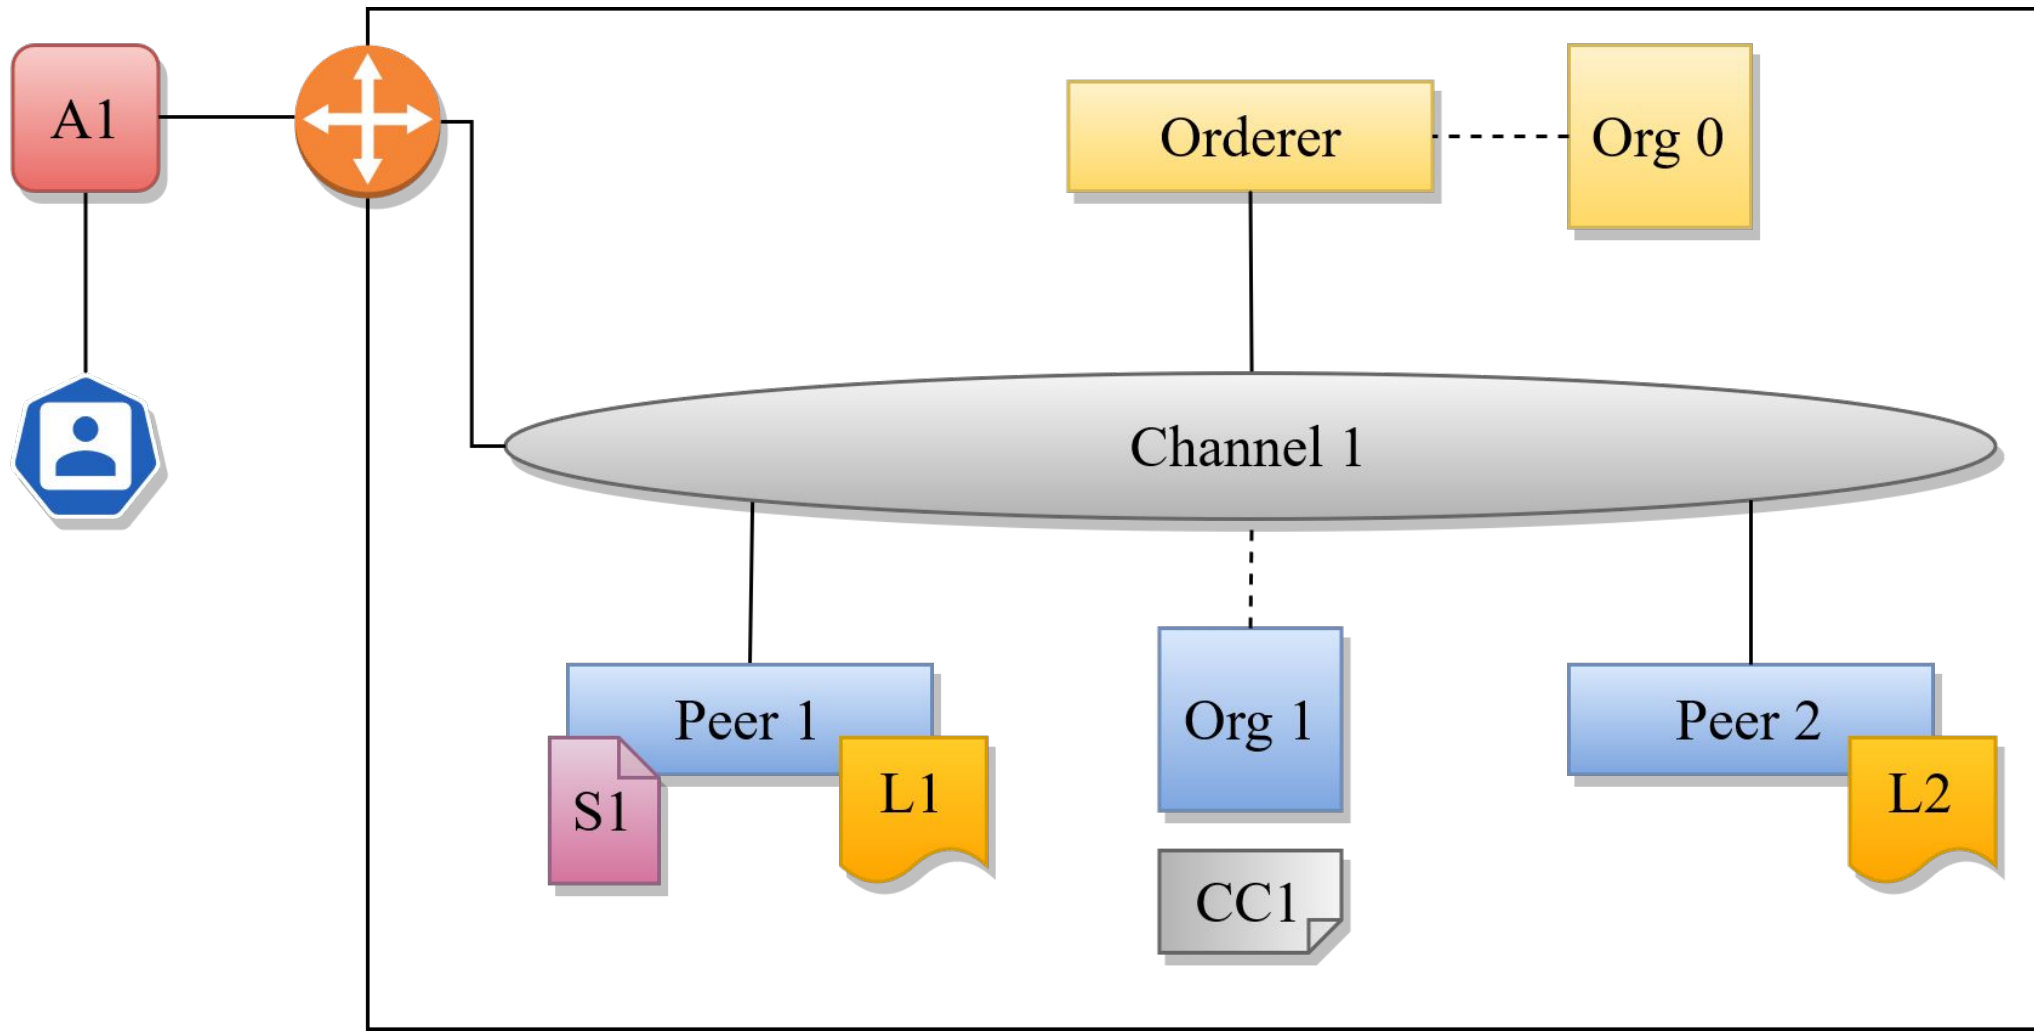 A1
Orderer
Org 0
Channel 1
Peer 1
Org 1
Peer 2
S1
L1
L2
CC1